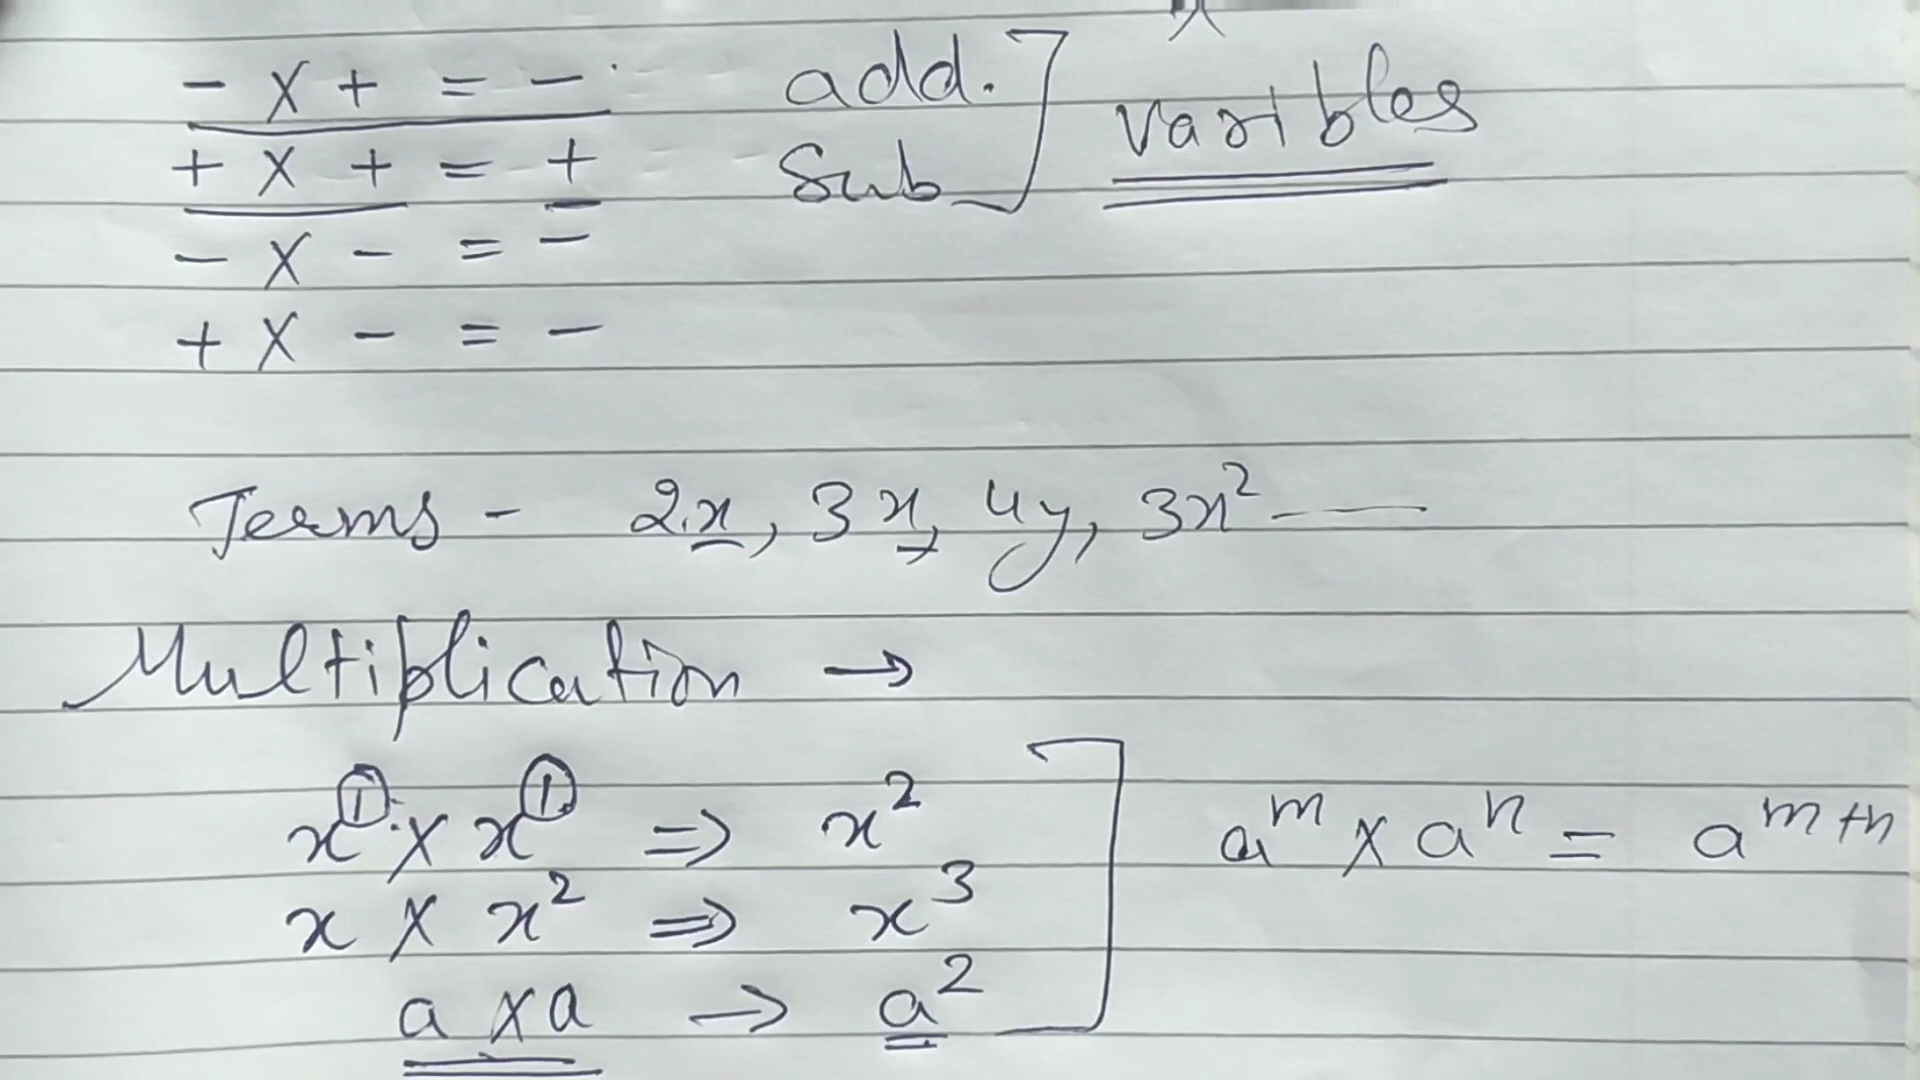 - X + = - add.
+ X + = + Sub varibles
- X - = -
+ X - = -
Terms - 2x, 3x, 4y, 3x² ——
Multiplication →
x¹ × x¹ ⇒ x²
x × x² ⇒ x³ aᵐ × aⁿ = aᵐ⁺ⁿ
a × a → a²